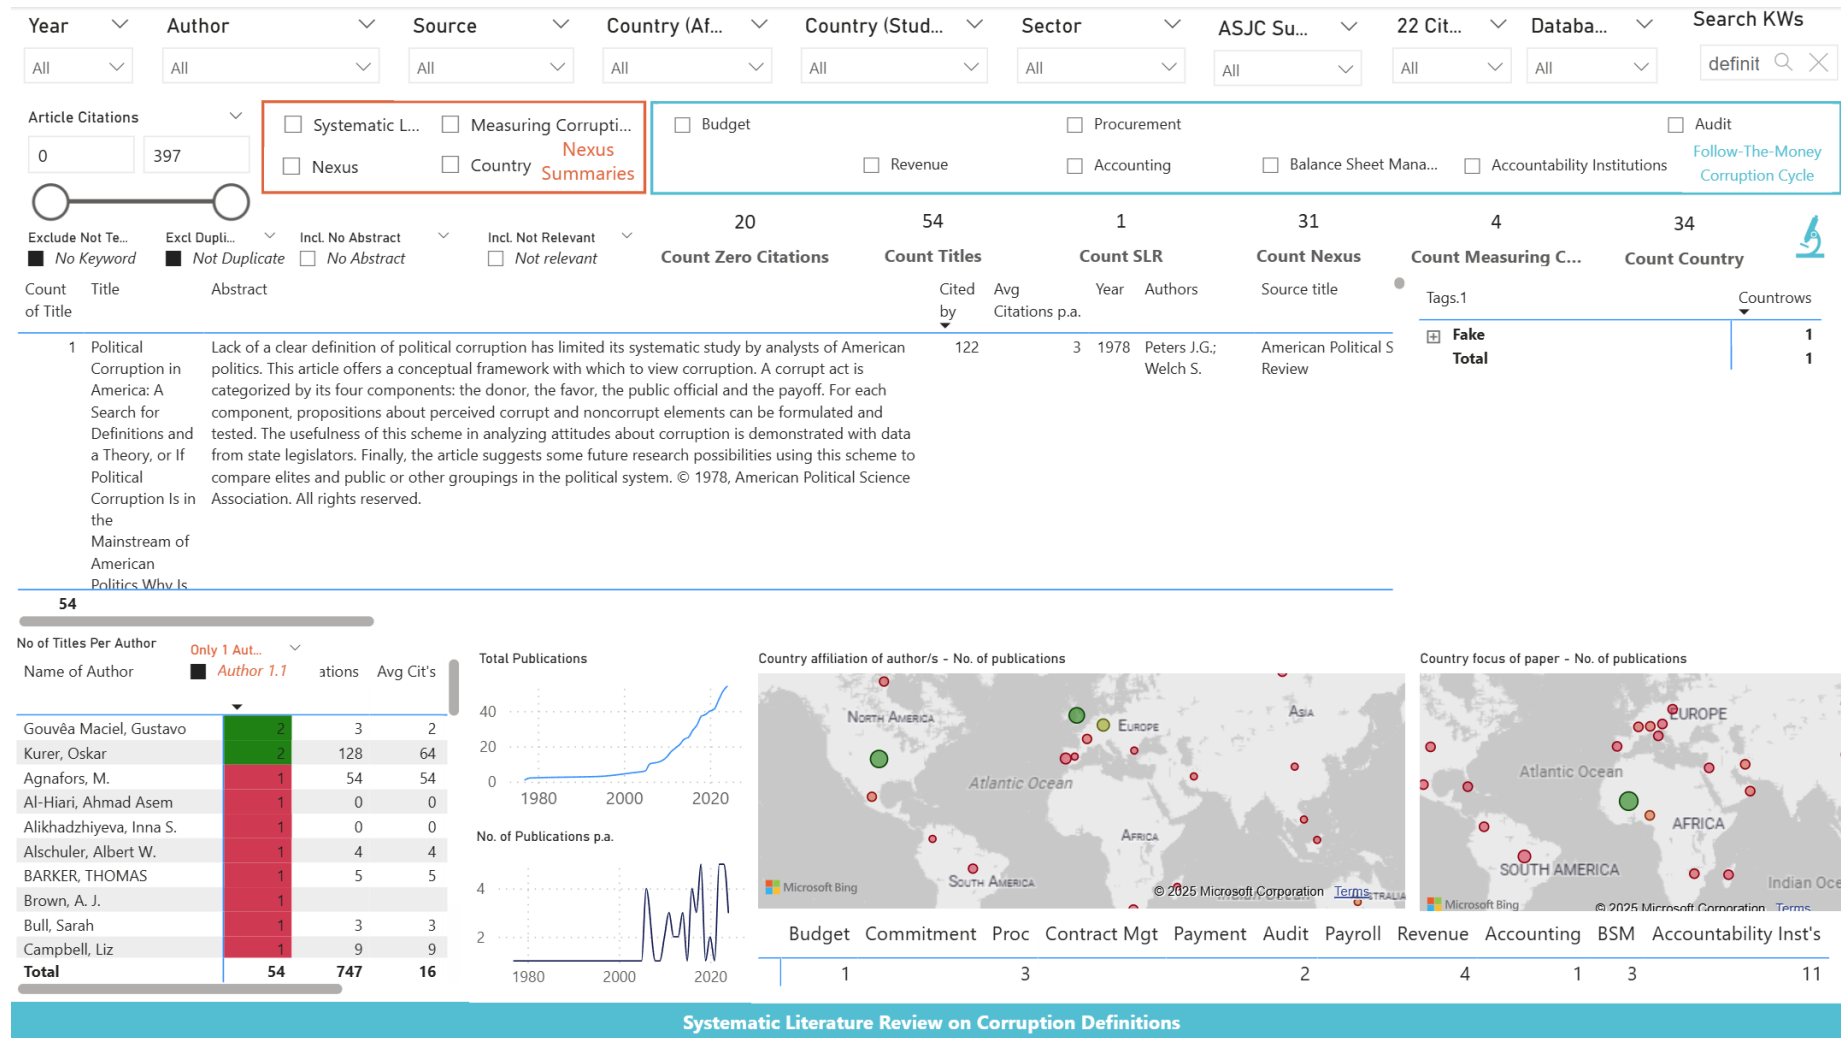 Year
Author
Source
Country (Af...
Country (Stud...
Sector
ASJC Su...
22 Cit...
Databa...
Search KWs
All
All
All
All
All
All
All
All
All
definit
Article Citations
0
397
Systematic L...
Measuring Corrupti...
Nexus
Country
Nexus
Summaries
Budget
Procurement
Audit
Revenue
Accounting
Balance Sheet Mana...
Accountability Institutions
Follow-The-Money
Corruption Cycle
Exclude Not Te...
No Keyword
Excl Dupli...
Not Duplicate
Incl. No Abstract
No Abstract
Incl. Not Relevant
Not relevant
20
Count Zero Citations
54
Count Titles
1
Count SLR
31
Count Nexus
4
Count Measuring C...
34
Count Country
Count
of Title
Title
Abstract
Cited
by
Avg
Citations p.a.
Year
Authors
Source title
1
Political
Corruption in
America: A
Search for
Definitions and
a Theory, or If
Political
Corruption Is in
the
Mainstream of
American
Politics Why Is
Lack of a clear definition of political corruption has limited its systematic study by analysts of American
politics. This article offers a conceptual framework with which to view corruption. A corrupt act is
categorized by its four components: the donor, the favor, the public official and the payoff. For each
component, propositions about perceived corrupt and noncorrupt elements can be formulated and
tested. The usefulness of this scheme in analyzing attitudes about corruption is demonstrated with data
from state legislators. Finally, the article suggests some future research possibilities using this scheme to
compare elites and public or other groupings in the political system. © 1978, American Political Science
Association. All rights reserved.
122
3
1978
Peters J.G.;
Welch S.
American Political S
Review
54
Tags.1
Countrows
Fake
1
Total
1
No of Titles Per Author
Only 1 Aut...
Author 1.1
Name of Author
ations
Avg Cit's
Gouvêa Maciel, Gustavo 2 3 2
Kurer, Oskar 2 128 64
Agnafors, M. 1 54 54
Al-Hiari, Ahmad Asem 1 0 0
Alikhadzhiyeva, Inna S. 1 0 0
Alschuler, Albert W. 1 4 4
BARKER, THOMAS 1 5 5
Brown, A. J. 1
Bull, Sarah 1 3 3
Campbell, Liz 1 9 9
Total 54 747 16
Total Publications
40
20
0
1980
2000
2020
No. of Publications p.a.
4
2
1980
2000
2020
Country affiliation of author/s - No. of publications
NORTH AMERICA
EUROPE
ASIA
Atlantic Ocean
AFRICA
SOUTH AMERICA
Microsoft Bing
© 2025 Microsoft Corporation
Terms
STRALIA
Indian Ocean
Country focus of paper - No. of publications
EUROPE
Atlantic Ocean
AFRICA
SOUTH AMERICA
Indian Oce
Microsoft Bing
© 2025 Microsoft Corporation
Terms
Budget Commitment Proc Contract Mgt Payment Audit Payroll Revenue Accounting BSM Accountability Inst's
1 3 2 4 1 3 11
Systematic Literature Review on Corruption Definitions